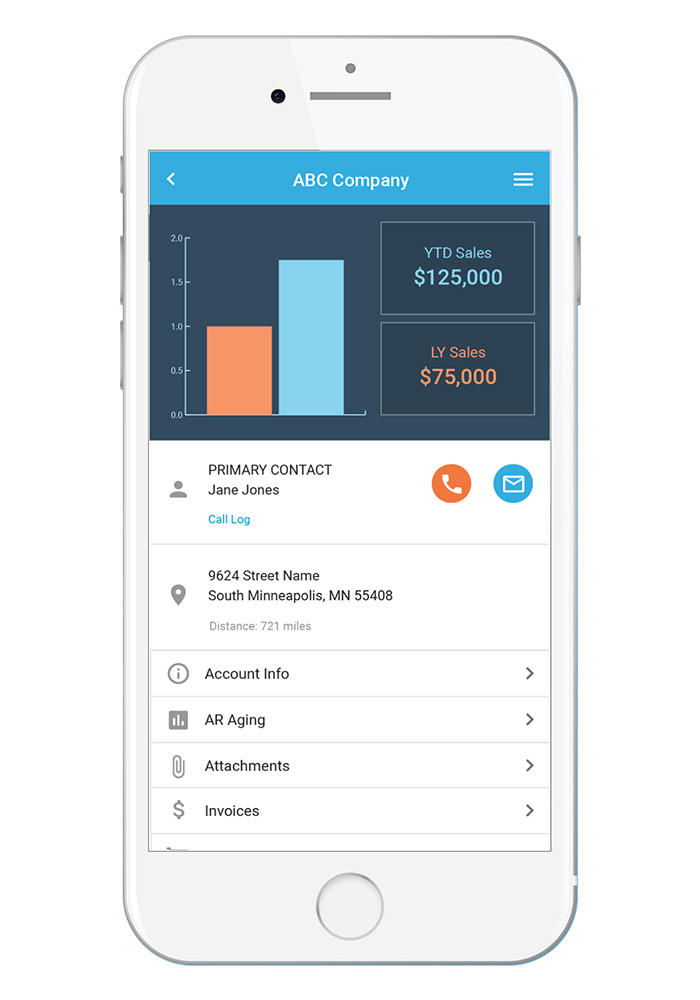 ABC Company
2.0
1.5
1.0
0.5
0.0
YTD Sales
$125,000
LY Sales
$75,000
PRIMARY CONTACT
Jane Jones
Call Log
9624 Street Name
South Minneapolis, MN 55408
Distance: 721 miles
Account Info
AR Aging
Attachments
Invoices